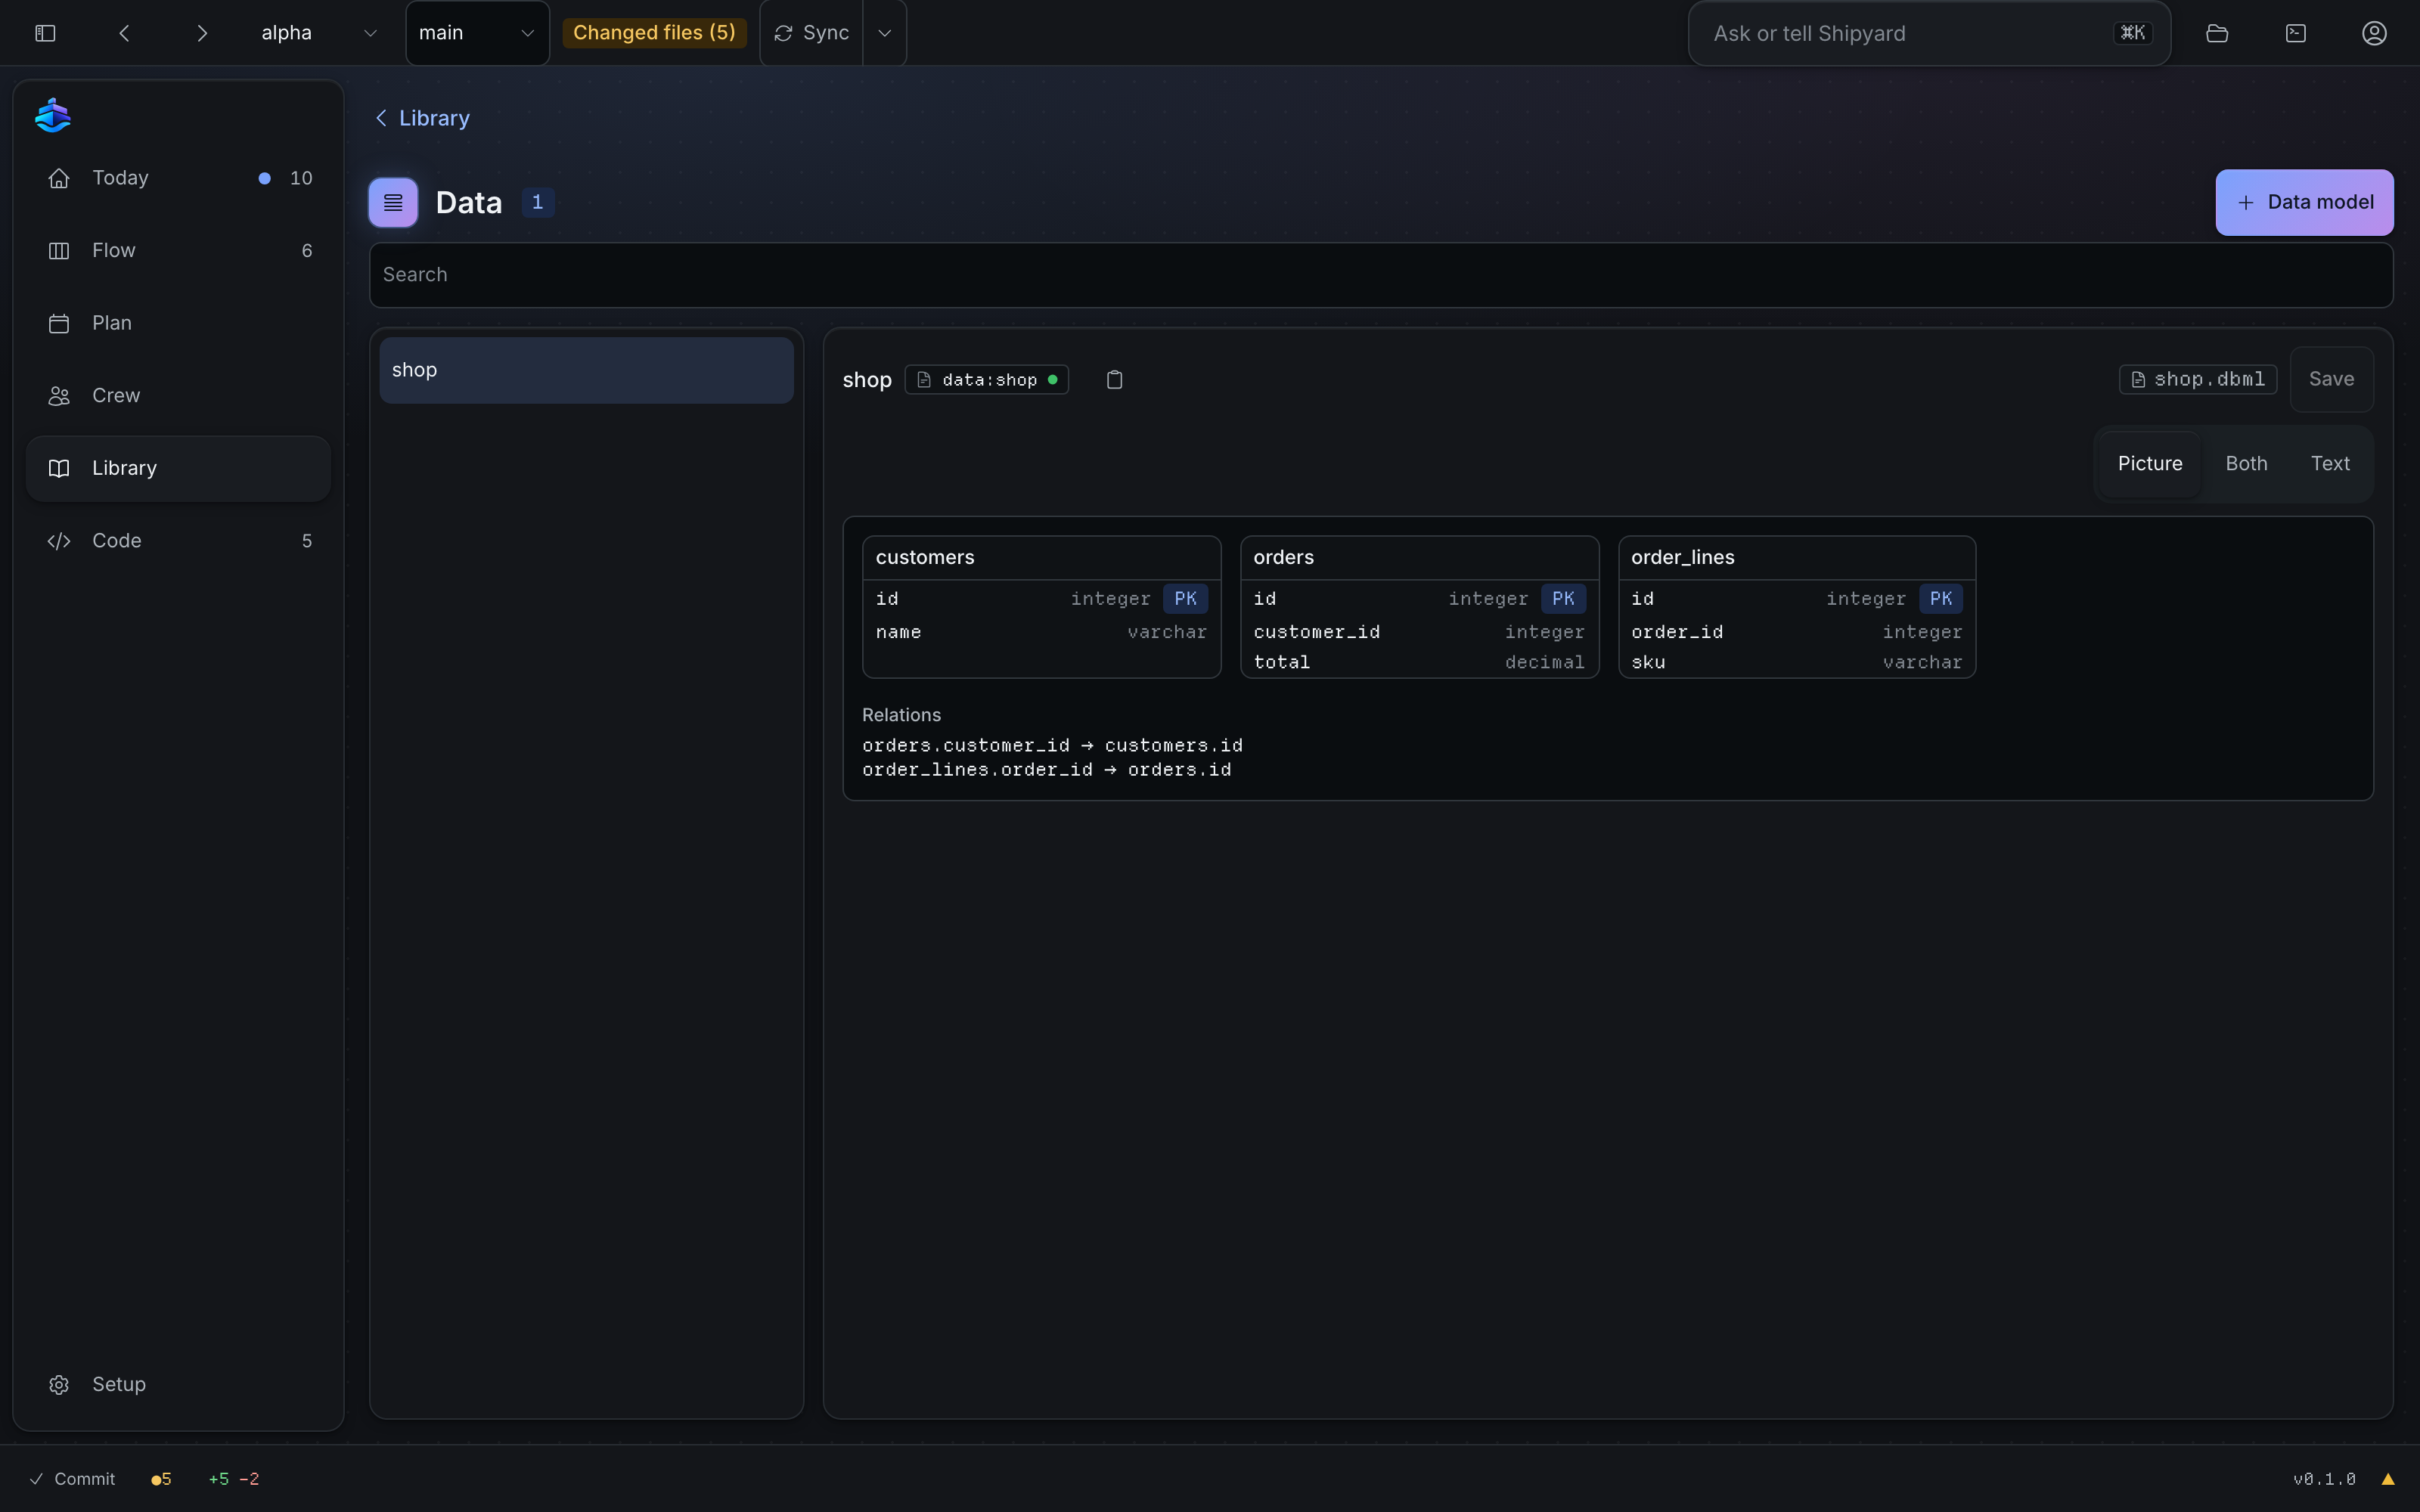 alpha
main
Changed files (5)
Sync
Ask or tell Shipyard
⌘K
Today 10
Flow 6
Plan
Crew
Library
Code 5
Setup
Library
Data 1
+ Data model
Search
shop
shop data:shop
shop.dbml
Save
Picture Both Text
customers
id integer PK
name varchar
orders
id integer PK
customer_id integer
total decimal
order_lines
id integer PK
order_id integer
sku varchar
Relations
orders.customer_id → customers.id
order_lines.order_id → orders.id
Commit 5 +5 −2
v0.1.0